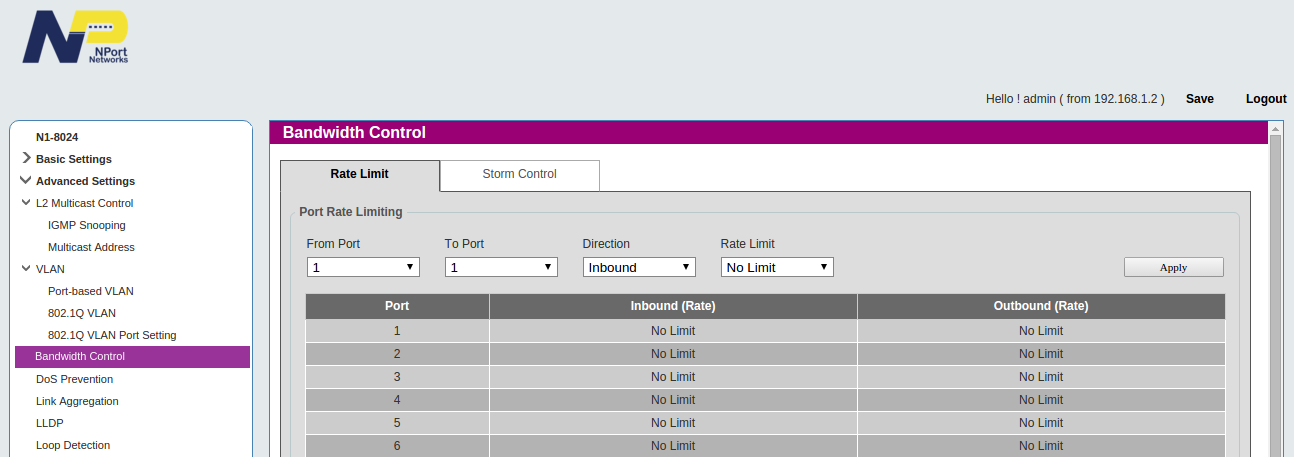 NP
NPort
Networks
Hello ! admin ( from 192.168.1.2 ) Save Logout
N1-8024
Basic Settings
Advanced Settings
L2 Multicast Control
IGMP Snooping
Multicast Address
VLAN
Port-based VLAN
802.1Q VLAN
802.1Q VLAN Port Setting
Bandwidth Control
DoS Prevention
Link Aggregation
LLDP
Loop Detection
Bandwidth Control
Rate Limit Storm Control
Port Rate Limiting
From Port To Port Direction Rate Limit
1 1 Inbound No Limit Apply
Port Inbound (Rate) Outbound (Rate)
1 No Limit No Limit
2 No Limit No Limit
3 No Limit No Limit
4 No Limit No Limit
5 No Limit No Limit
6 No Limit No Limit